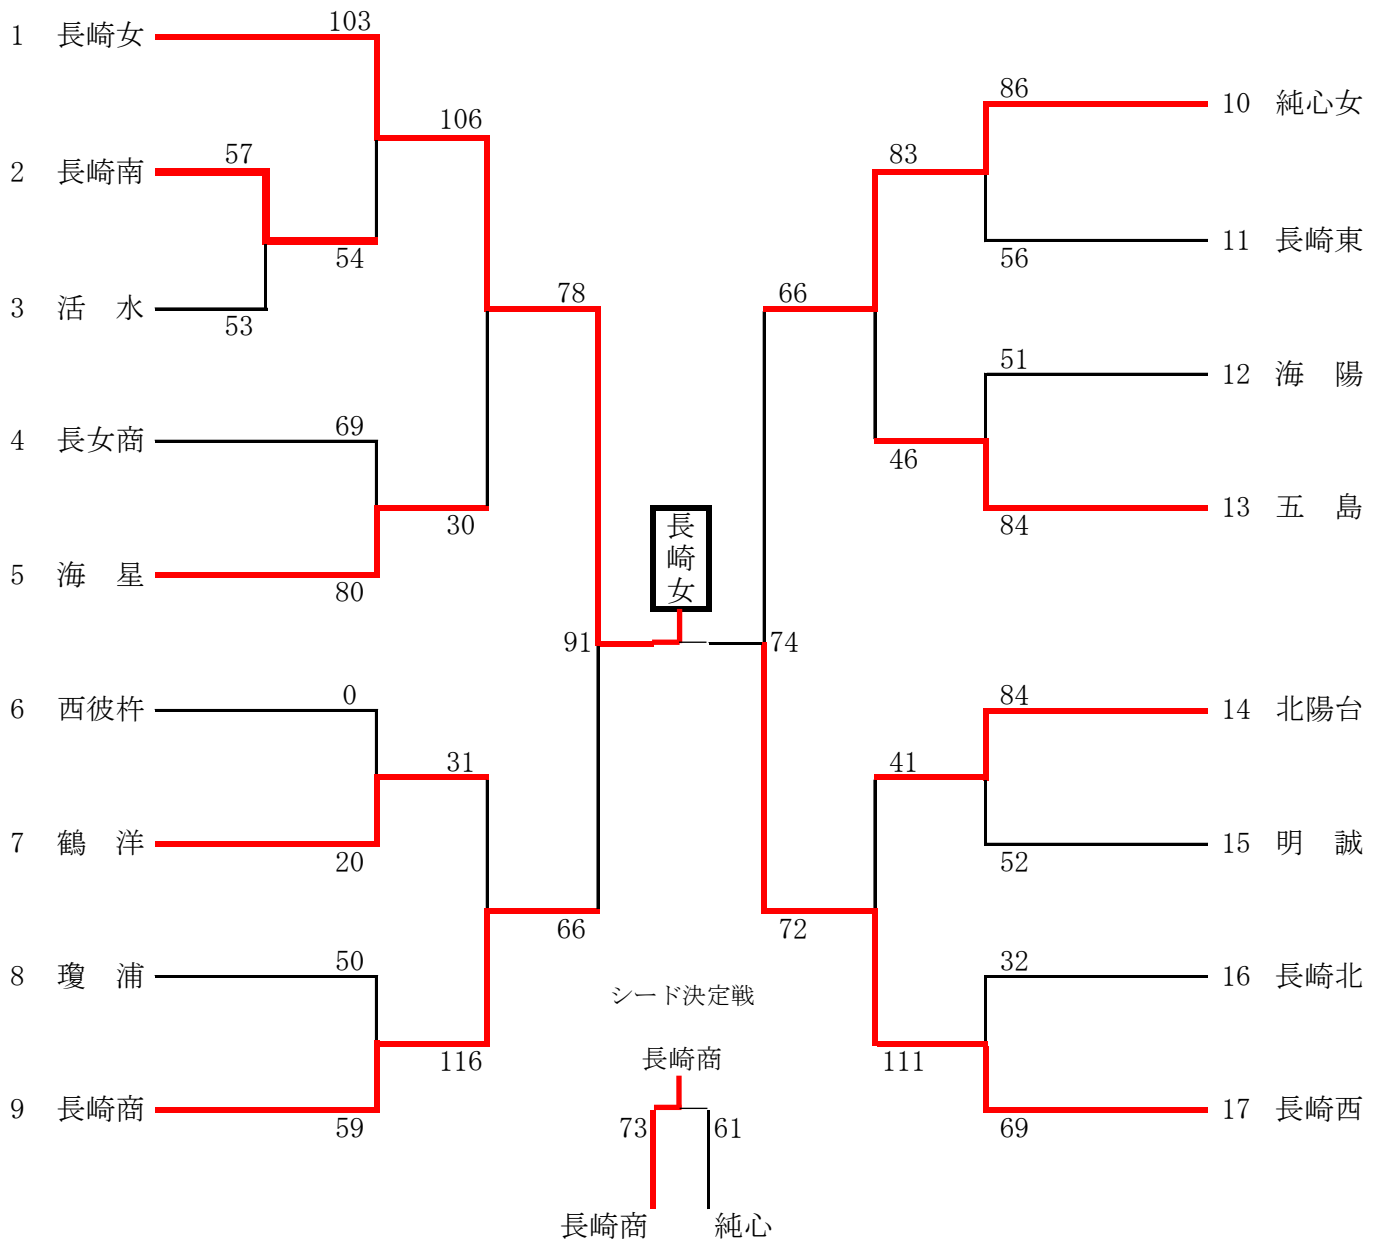 1 長崎女
103
106
2 長崎南
57
54
3 活　水
53
78
4 長女商
69
30
5 海　星
80
91
6 西彼杵
0
31
7 鶴　洋
20
66
8 瓊　浦
50
116
9 長崎商
59
長崎女
86
10 純心女
83
56
11 長崎東
66
51
12 海　陽
46
84
13 五　島
74
84
14 北陽台
41
52
15 明　誠
72
32
16 長崎北
111
69
17 長崎西
シード決定戦
長崎商
73 61
長崎商 純心